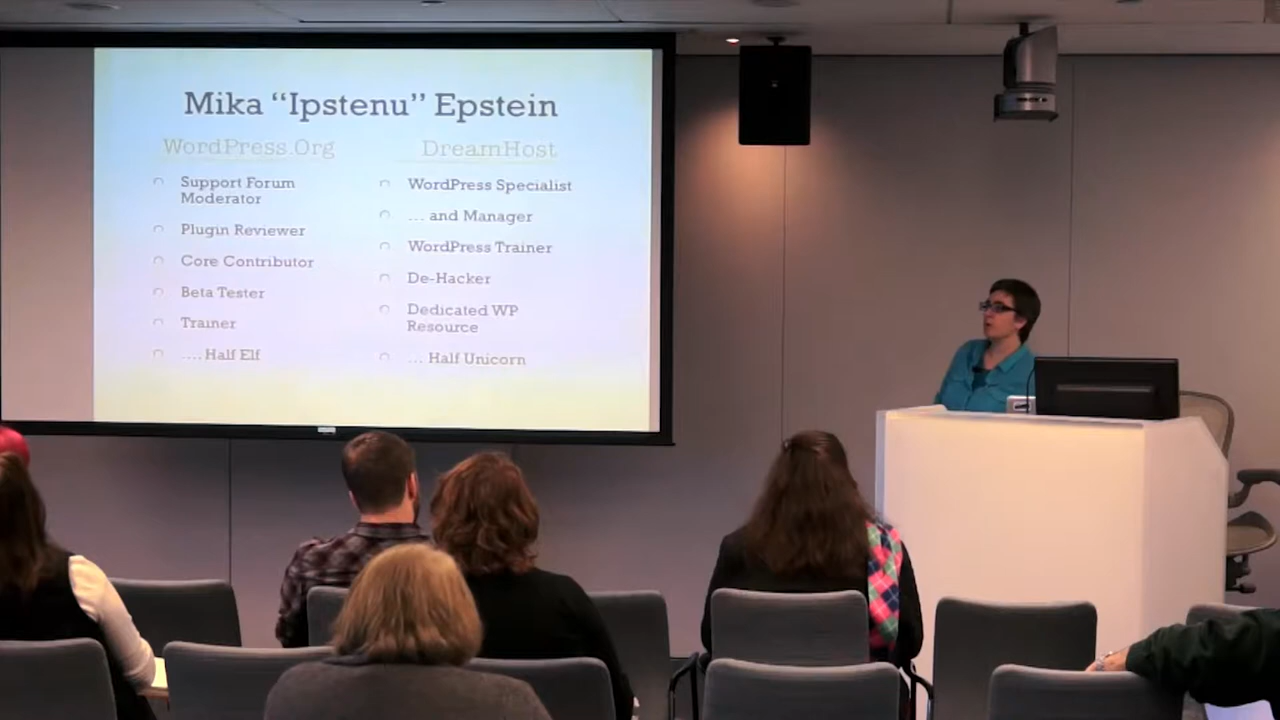 Mika “Ipstenu” Epstein
WordPress.Org
Support Forum
Moderator
Plugin Reviewer
Core Contributor
Beta Tester
Trainer
....Half Elf
DreamHost
WordPress Specialist
... and Manager
WordPress Trainer
De-Hacker
Dedicated WP
Resource
... Half Unicorn